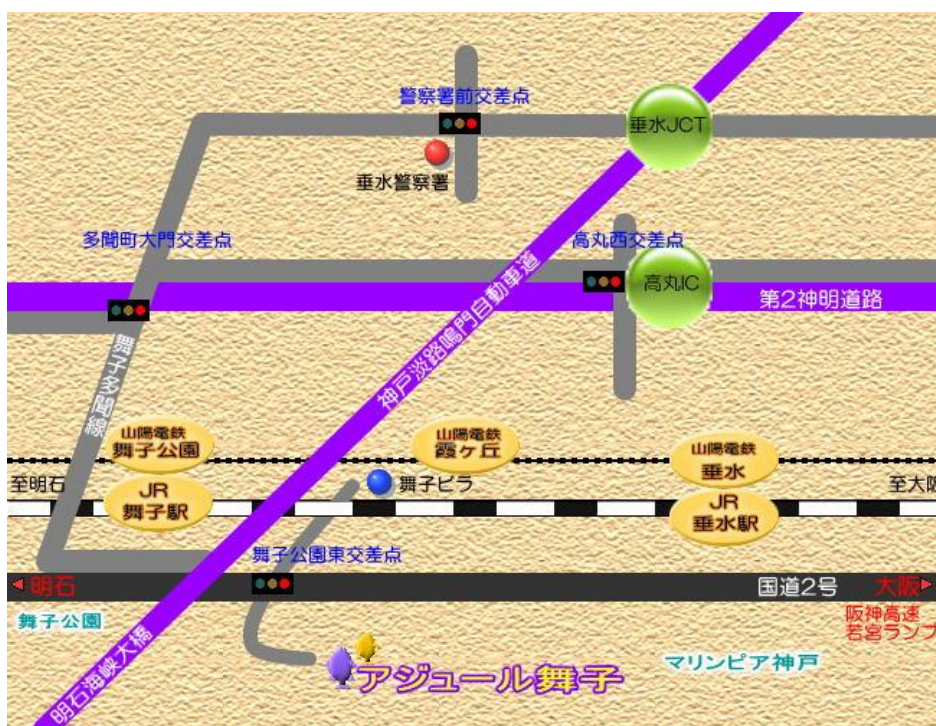 警察署前交差点
垂水JCT
垂水警察署
多聞町大門交差点
高丸西交差点
高丸IC
第2神明道路
神戸淡路鳴門自動車道
舞子多聞線
山陽電鉄
舞子公園
山陽電鉄
霞ヶ丘
山陽電鉄
垂水
至明石
舞子ビラ
至大阪
JR
舞子駅
JR
垂水駅
舞子公園東交差点
明石
国道2号
大阪
舞子公園
阪神高速
若宮ランプ
明石海峡大橋
マリンピア神戸
アジュール舞子